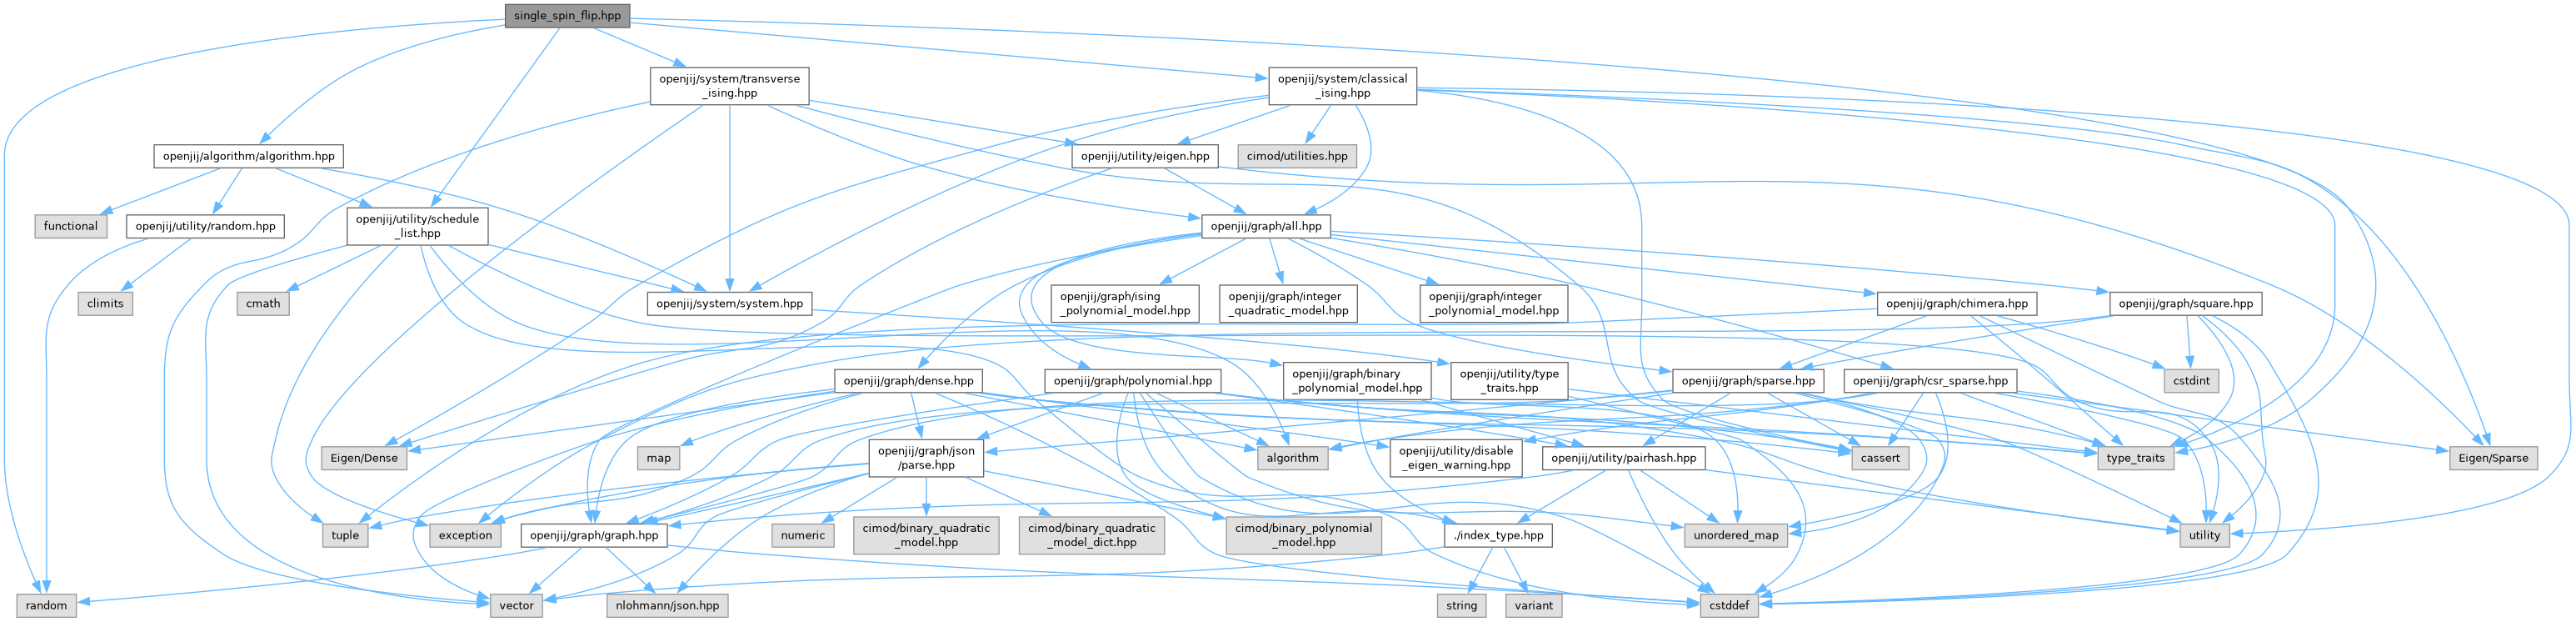 single_spin_flip.hpp
openjij/system/transverse
_ising.hpp
openjij/system/classical
_ising.hpp
openjij/algorithm/algorithm.hpp
openjij/utility/eigen.hpp
cimod/utilities.hpp
functional
openjij/utility/random.hpp
openjij/utility/schedule
_list.hpp
openjij/graph/all.hpp
climits
cmath
openjij/system/system.hpp
openjij/graph/ising
_polynomial_model.hpp
openjij/graph/integer
_quadratic_model.hpp
openjij/graph/integer
_polynomial_model.hpp
openjij/graph/chimera.hpp
openjij/graph/square.hpp
openjij/graph/dense.hpp
openjij/graph/polynomial.hpp
openjij/graph/binary
_polynomial_model.hpp
openjij/utility/type
_traits.hpp
openjij/graph/sparse.hpp
openjij/graph/csr_sparse.hpp
cstdint
Eigen/Dense
map
openjij/graph/json
/parse.hpp
algorithm
openjij/utility/disable
_eigen_warning.hpp
openjij/utility/pairhash.hpp
cassert
type_traits
Eigen/Sparse
tuple
exception
openjij/graph/graph.hpp
numeric
cimod/binary_quadratic
_model.hpp
cimod/binary_quadratic
_model_dict.hpp
cimod/binary_polynomial
_model.hpp
./index_type.hpp
unordered_map
utility
random
vector
nlohmann/json.hpp
string
variant
cstddef